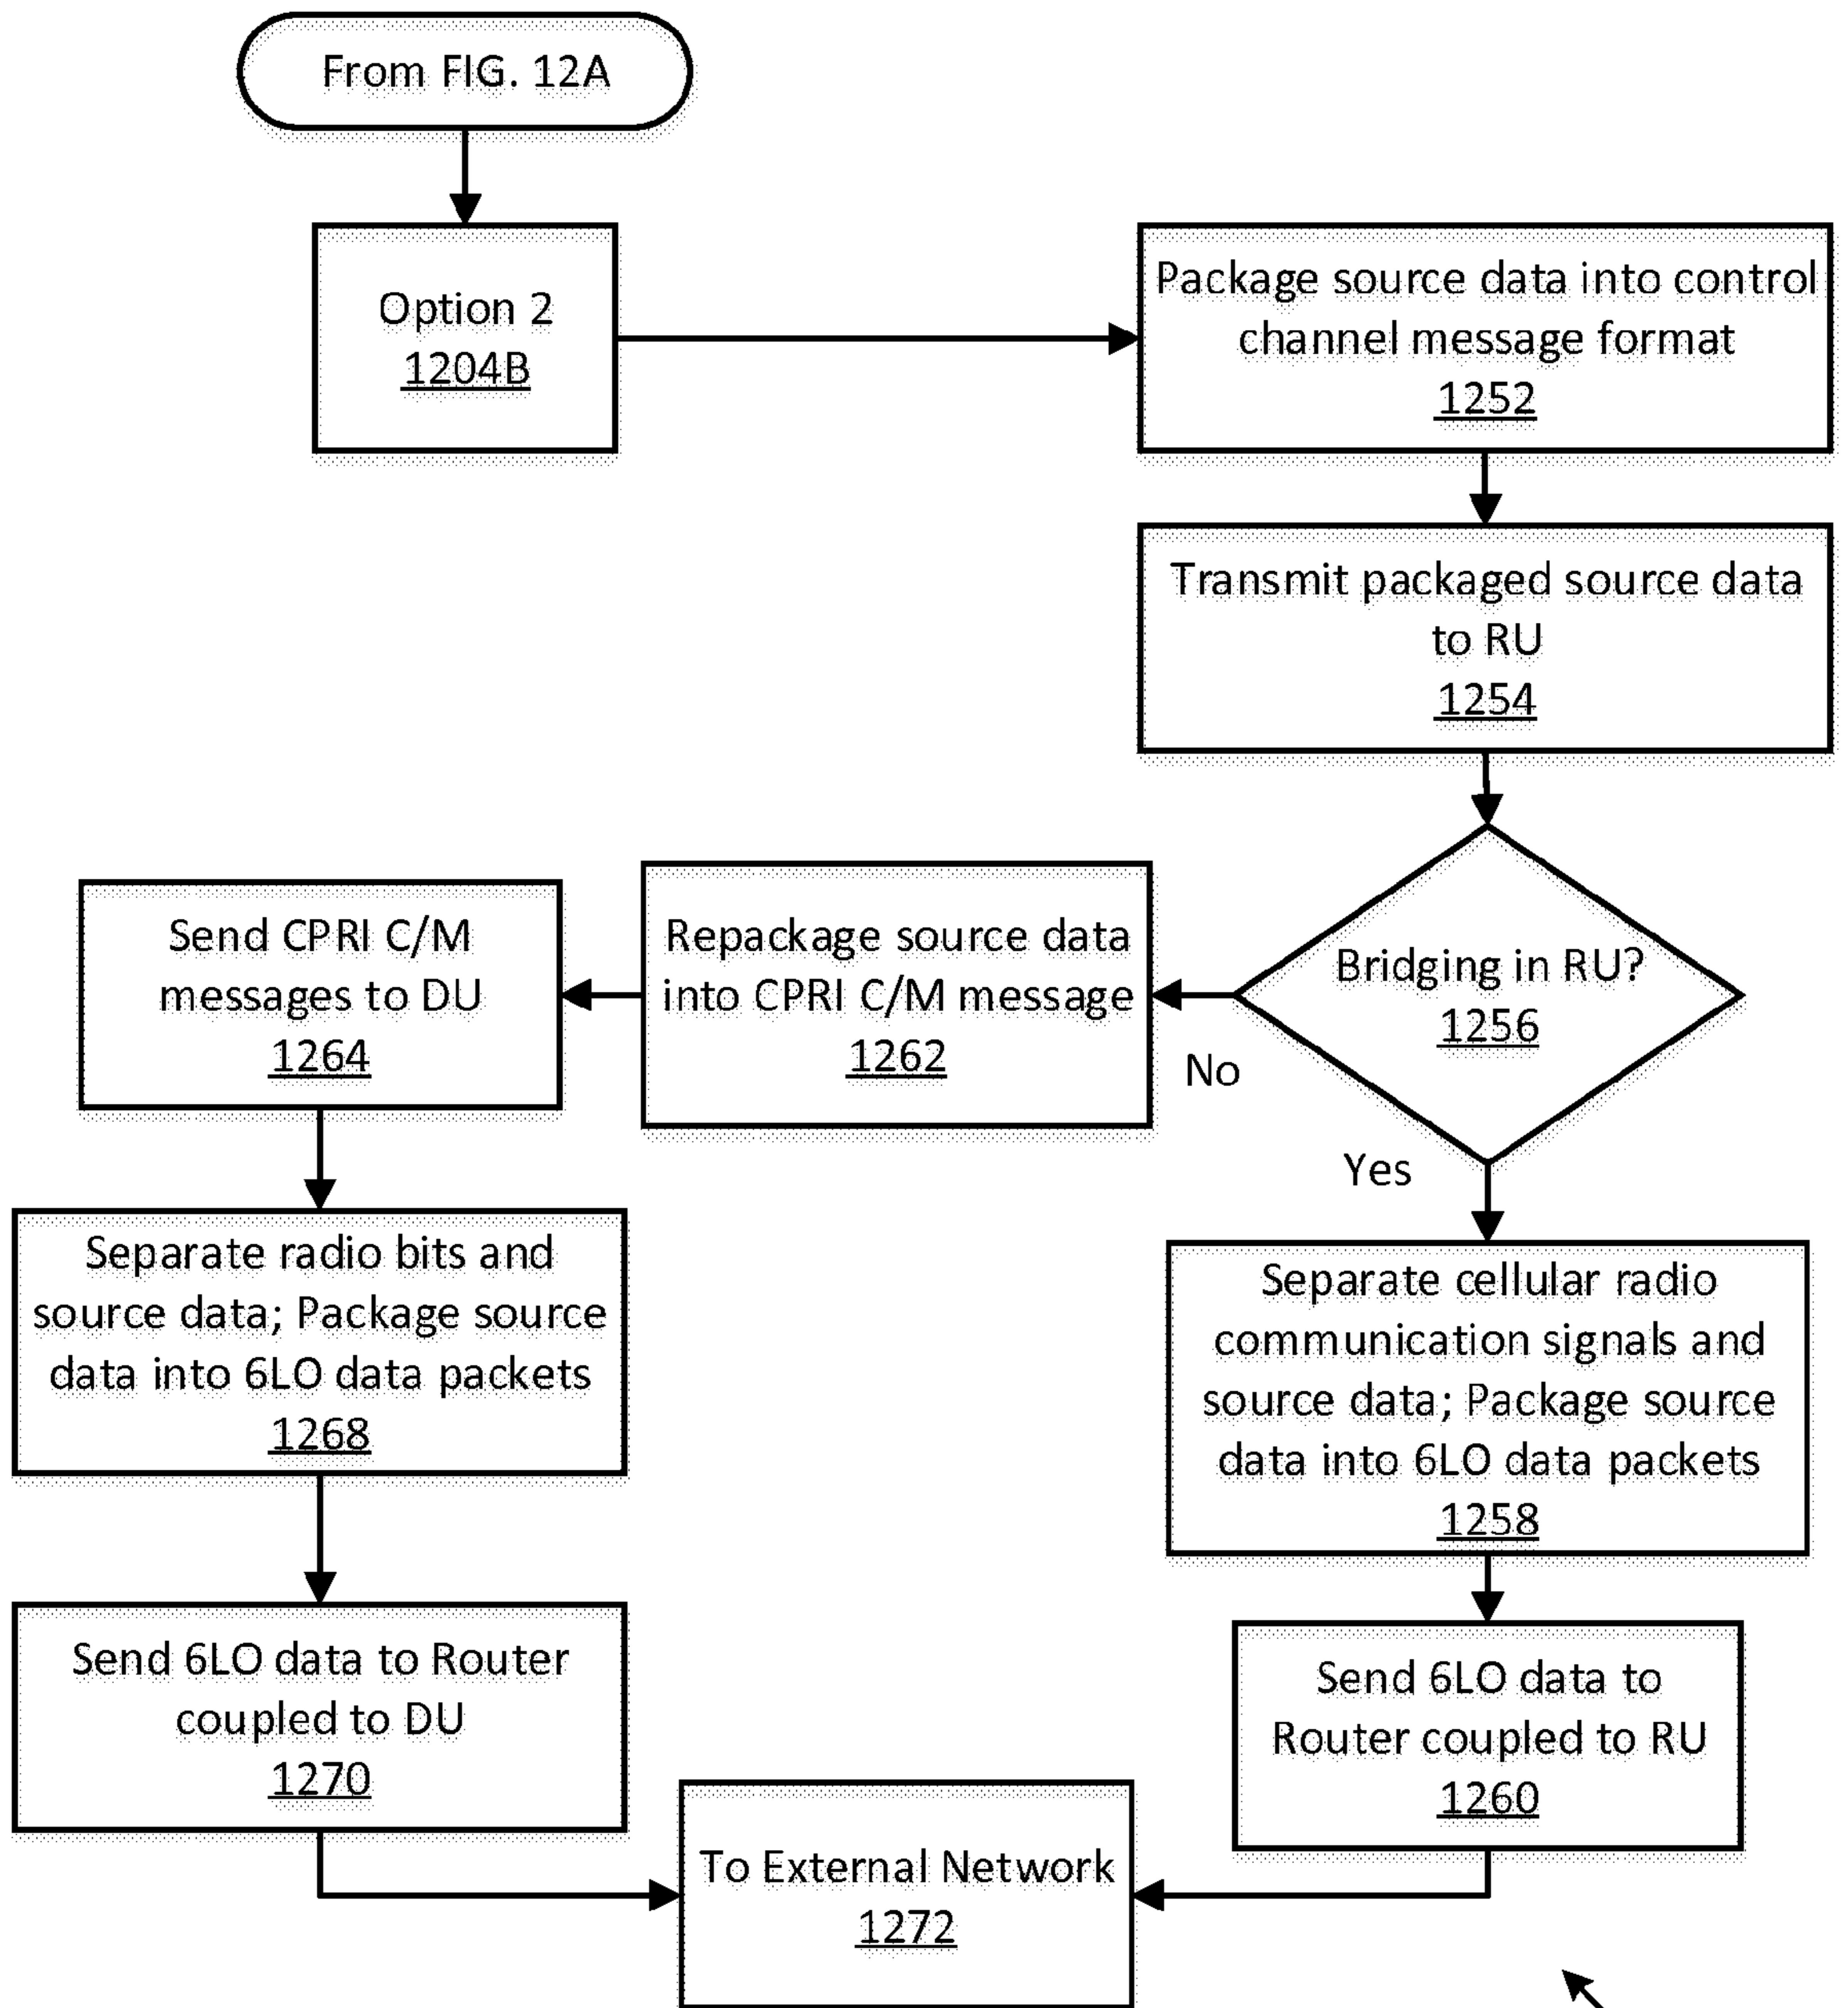 From FIG. 12A
Option 2
1204B
Package source data into control
channel message format
1252
Transmit packaged source data
to RU
1254
Bridging in RU?
1256
No
Yes
Repackage source data
into CPRI C/M message
1262
Send CPRI C/M
messages to DU
1264
Separate radio bits and
source data; Package source
data into 6LO data packets
1268
Send 6LO data to Router
coupled to DU
1270
Separate cellular radio
communication signals and
source data; Package source
data into 6LO data packets
1258
Send 6LO data to
Router coupled to RU
1260
To External Network
1272